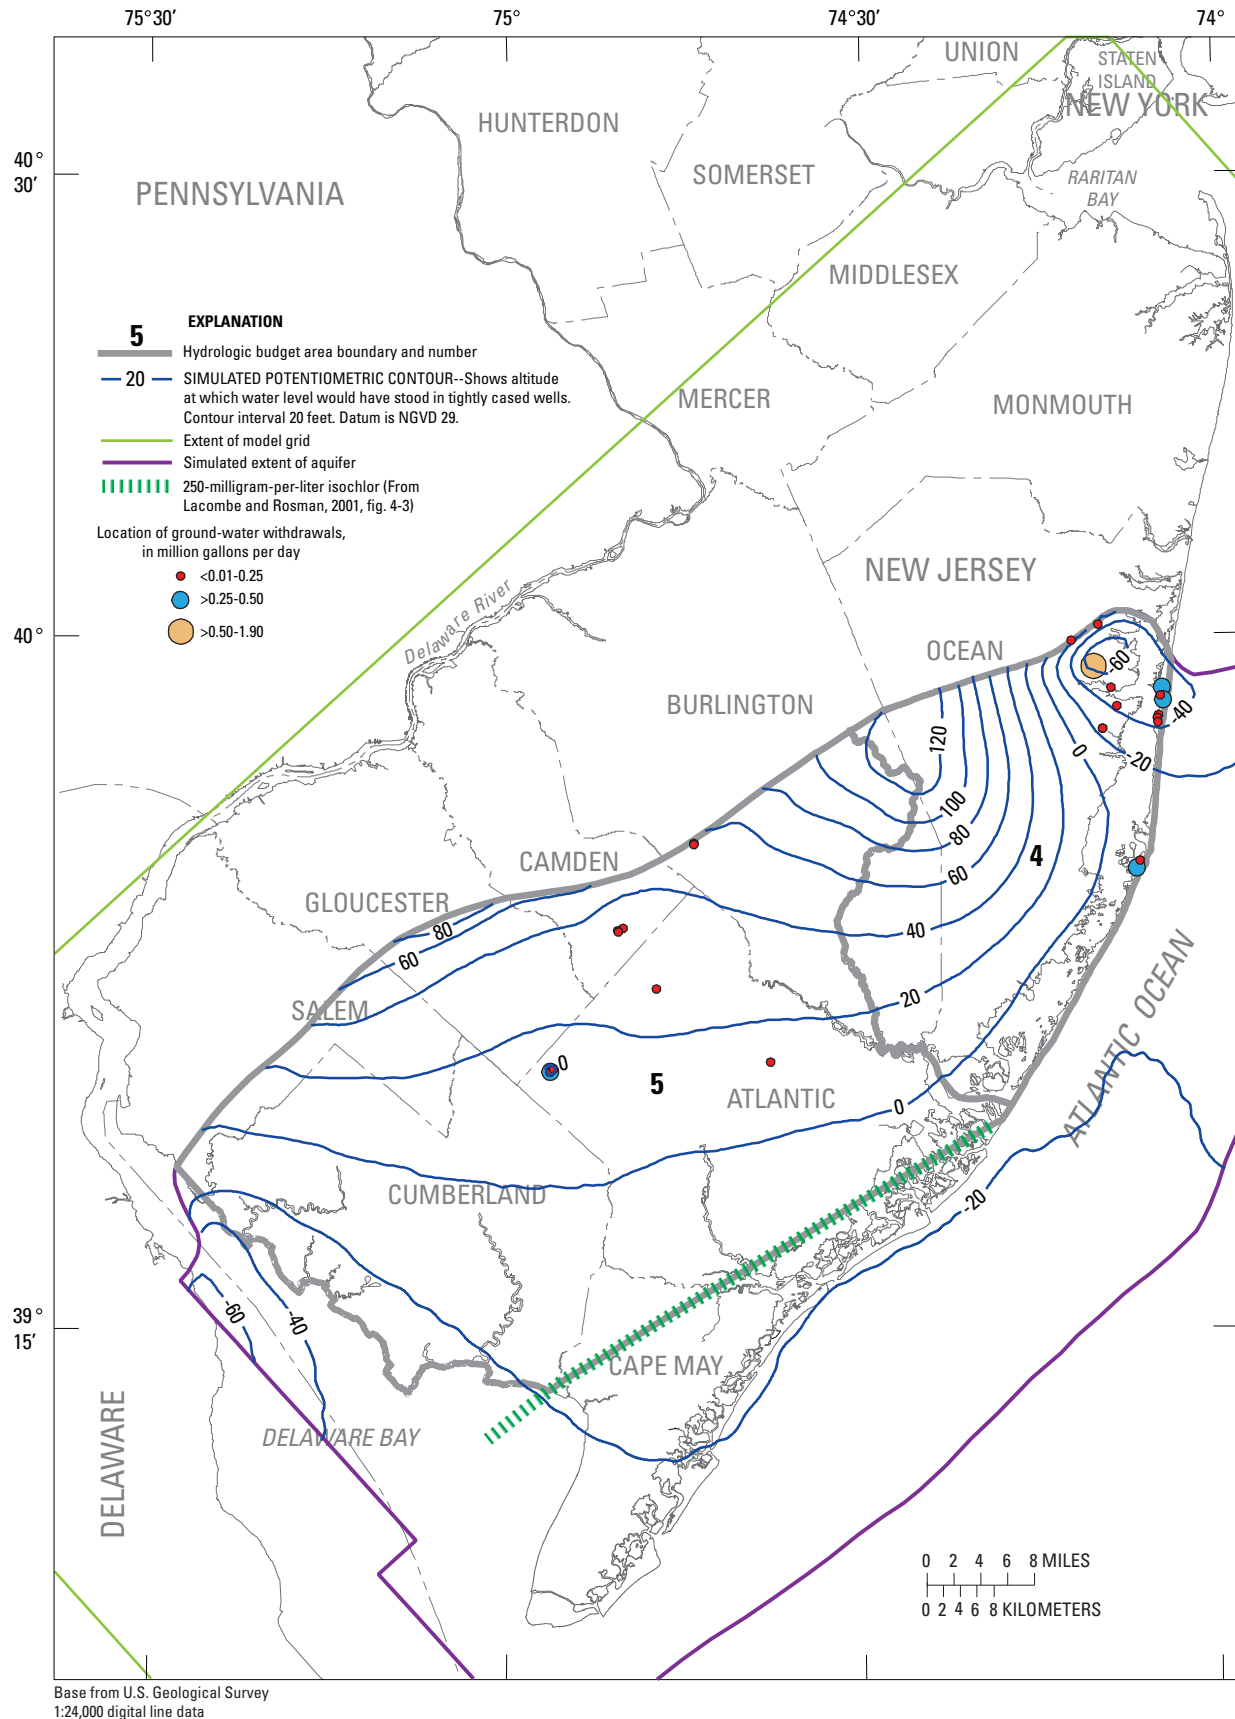 75°30′
75°
74°30′
74°
40°
30′
40°
39°
15′
UNION
STATEN
ISLAND
NEW YORK
HUNTERDON
SOMERSET
RARITAN
BAY
PENNSYLVANIA
MIDDLESEX
MERCER
MONMOUTH
EXPLANATION
5
Hydrologic budget area boundary and number
20
SIMULATED POTENTIOMETRIC CONTOUR--Shows altitude
at which water level would have stood in tightly cased wells.
Contour interval 20 feet. Datum is NGVD 29.
Extent of model grid
Simulated extent of aquifer
250-milligram-per-liter isochlor (From
Lacombe and Rosman, 2001, fig. 4-3)
Location of ground-water withdrawals,
in million gallons per day
<0.01-0.25
>0.25-0.50
>0.50-1.90
NEW JERSEY
Delaware River
OCEAN
BURLINGTON
CAMDEN
GLOUCESTER
SALEM
ATLANTIC
CUMBERLAND
CAPE MAY
ATLANTIC OCEAN
DELAWARE BAY
DELAWARE
-60
-40
-20
0
120
100
80
60
40
20
0
80
60
0
-20
-40
-60
4
5
0 2 4 6 8 MILES
0 2 4 6 8 KILOMETERS
Base from U.S. Geological Survey
1:24,000 digital line data